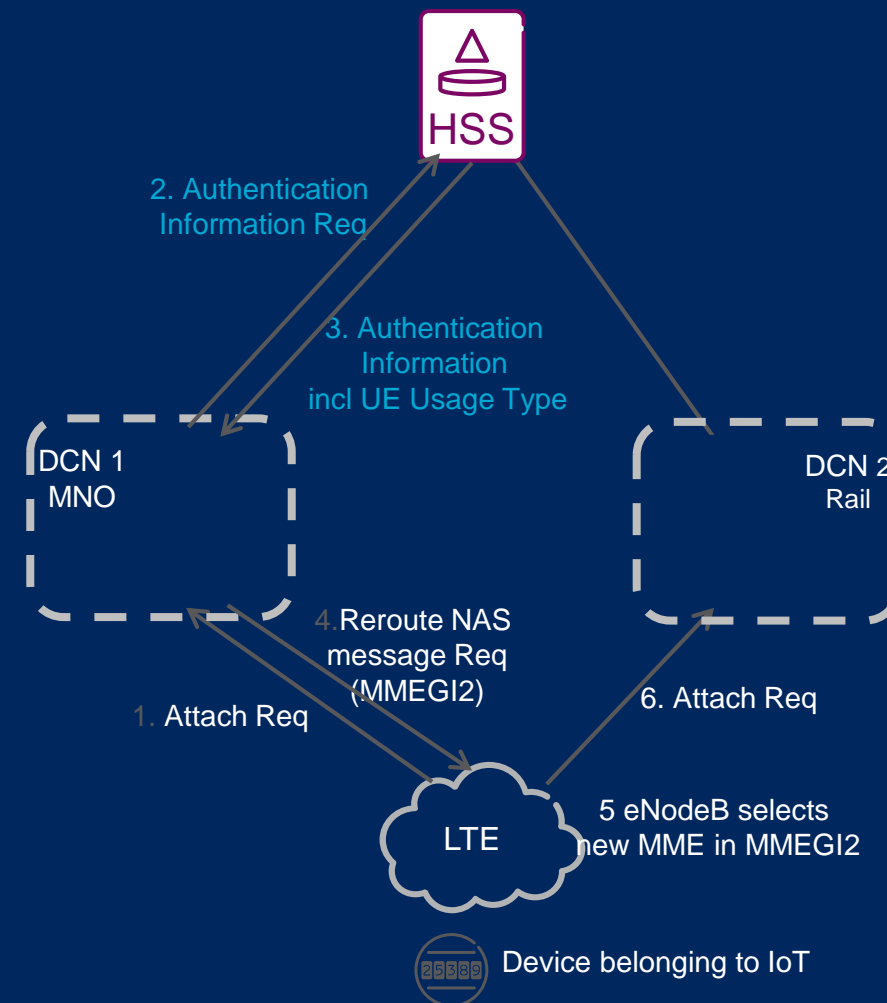 HSS
2. Authentication
Information Req
3. Authentication
Information
incl UE Usage Type
DCN 1
MNO
DCN 2
Rail
4.Reroute NAS
message Req
(MMEGI2)
1. Attach Req
6. Attach Req
LTE
5 eNodeB selects
new MME in MMEGI2
25389
Device belonging to IoT